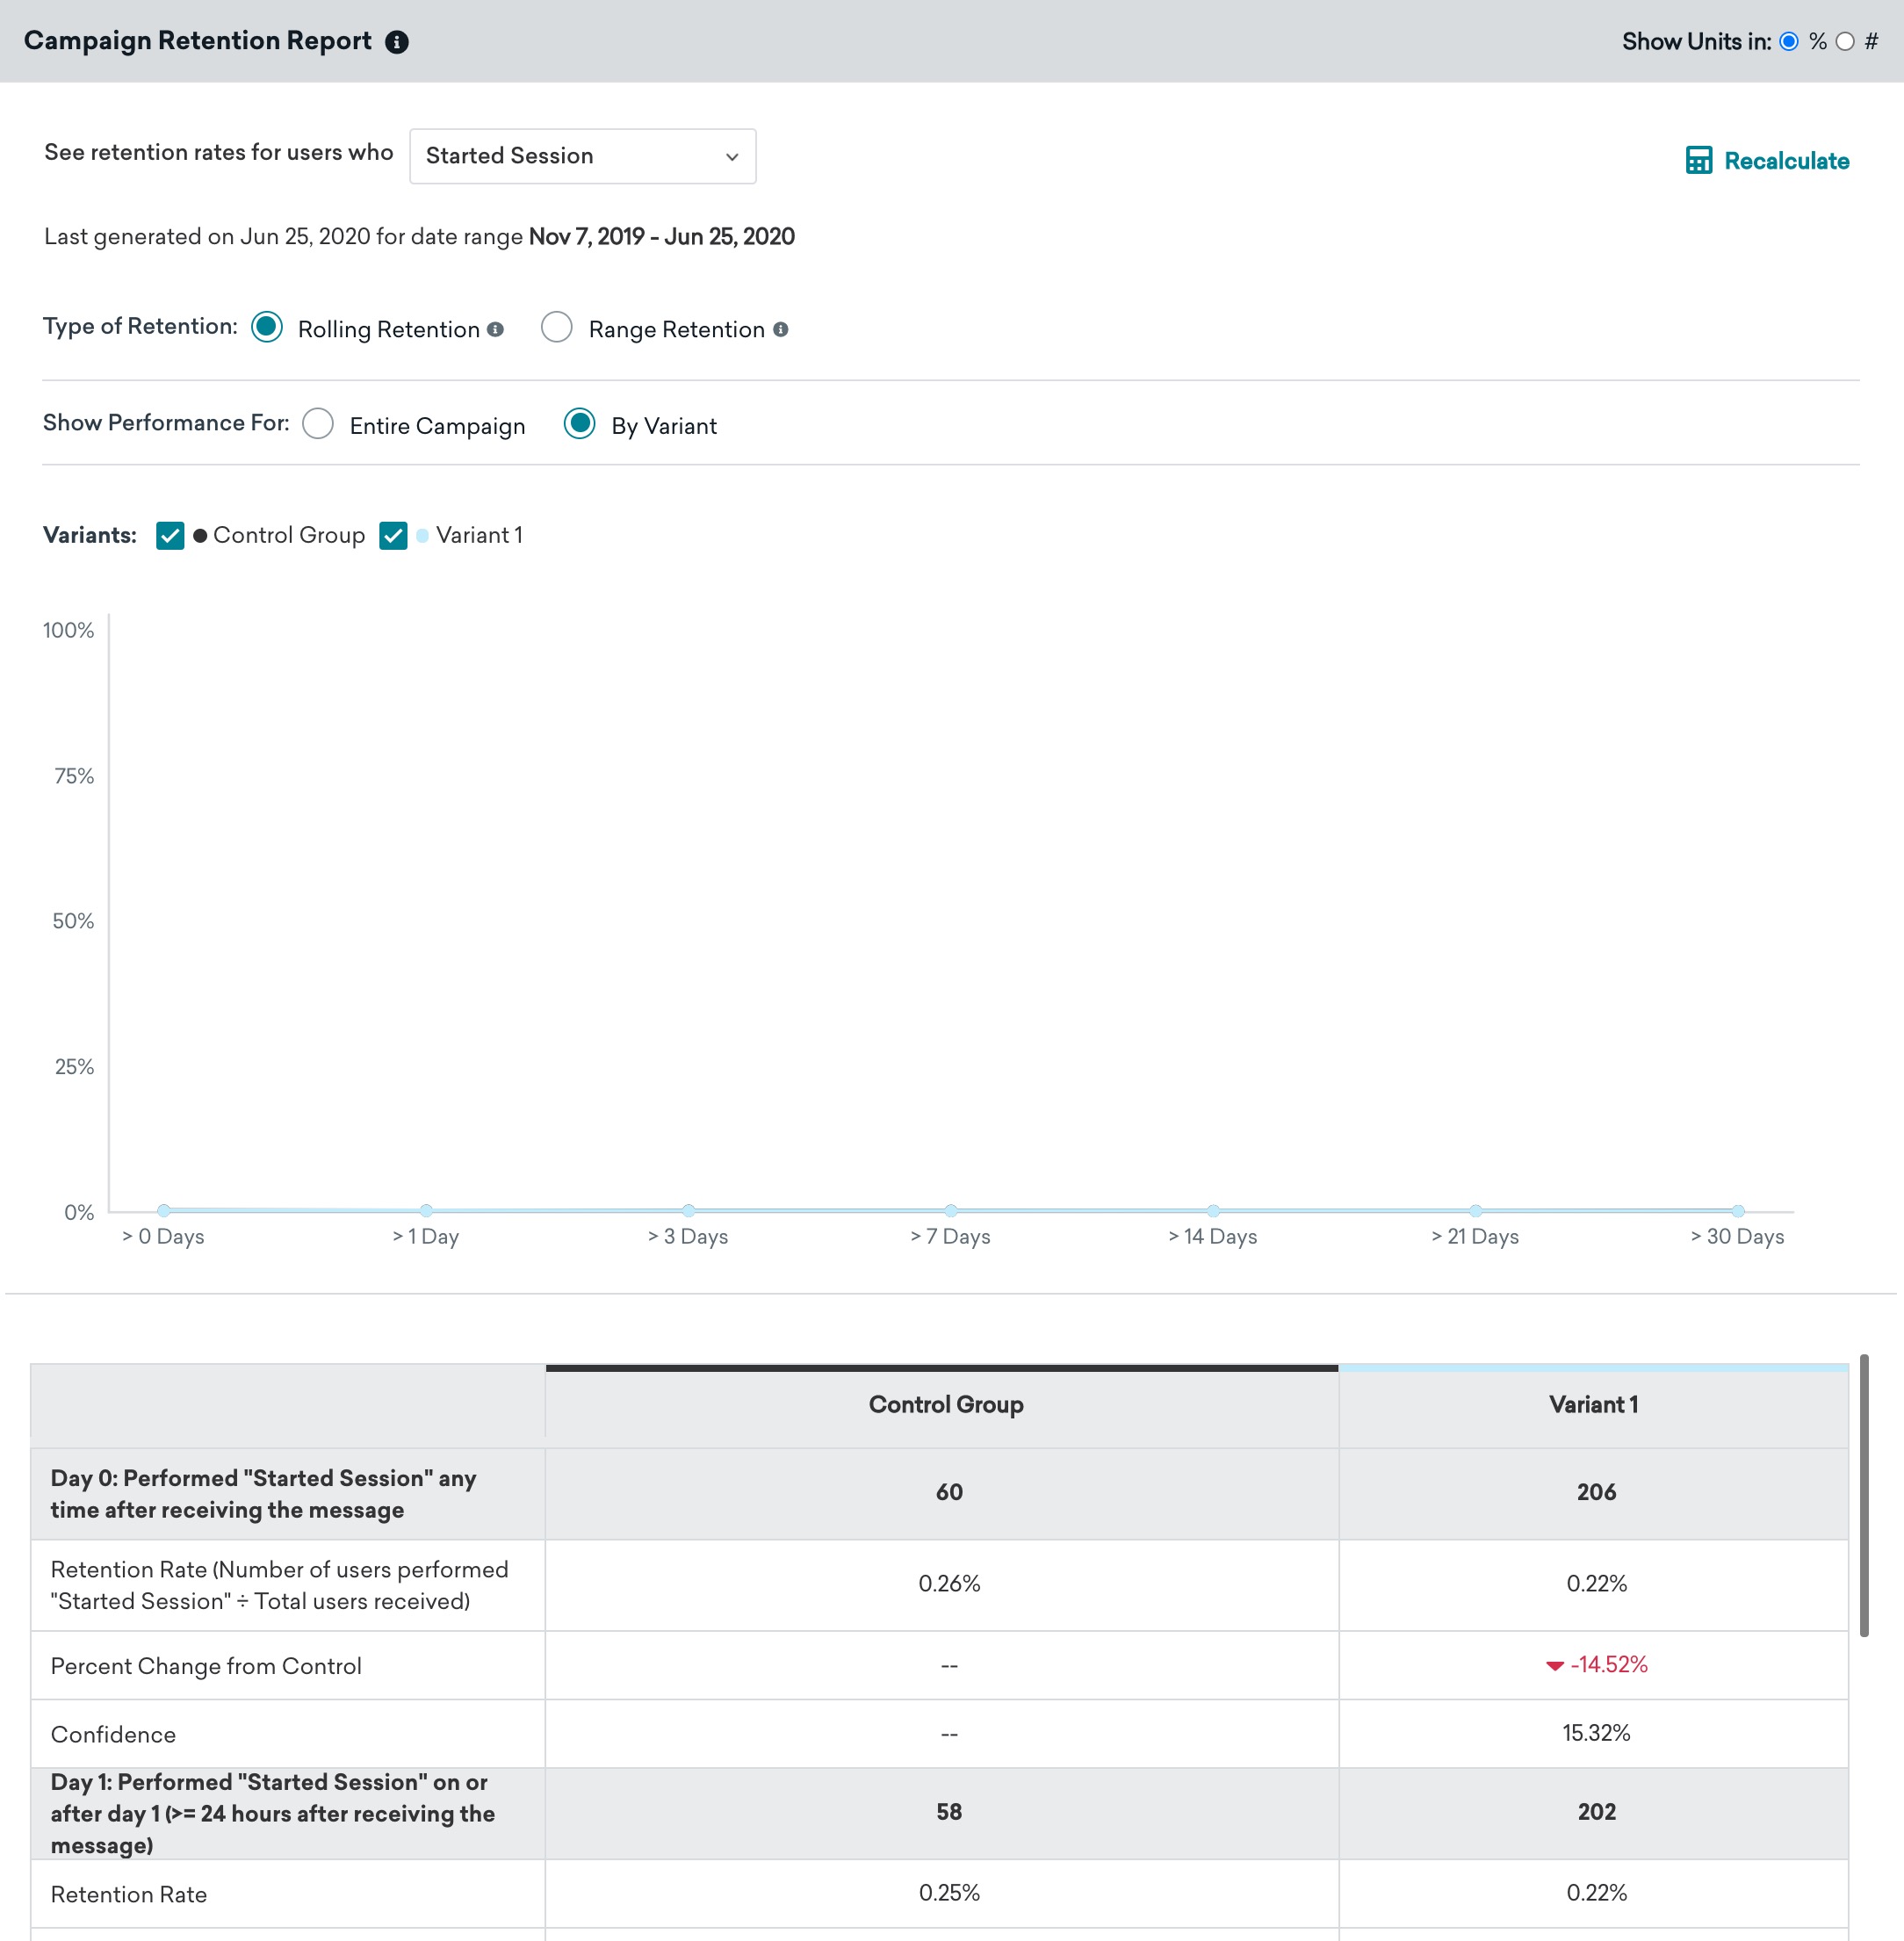 Campaign Retention Report
Show Units in: % #
See retention rates for users who Started Session
Recalculate
Last generated on Jun 25, 2020 for date range Nov 7, 2019 - Jun 25, 2020
Type of Retention: Rolling Retention Range Retention
Show Performance For: Entire Campaign By Variant
Variants: Control Group Variant 1
100%
75%
50%
25%
0%
> 0 Days > 1 Day > 3 Days > 7 Days > 14 Days > 21 Days > 30 Days
Control Group Variant 1
Day 0: Performed "Started Session" any
time after receiving the message
60 206
Retention Rate (Number of users performed
"Started Session" ÷ Total users received)
0.26% 0.22%
Percent Change from Control -- -14.52%
Confidence -- 15.32%
Day 1: Performed "Started Session" on or
after day 1 (>= 24 hours after receiving the
message)
58 202
Retention Rate 0.25% 0.22%